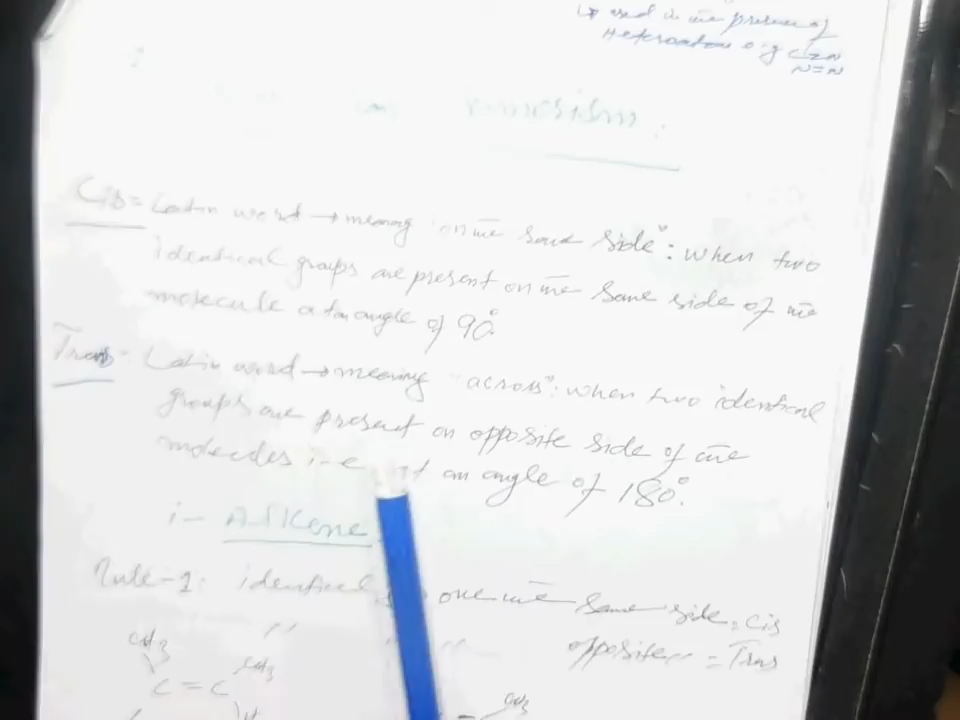 used in the presence of
Heteroatom e.g C=N
N=N
Cis = Latin word → meaning "on the same side": when two
identical groups are present on the same side of the
molecule at an angle of 90°
Trans - Latin word → meaning "across": when two identical
groups are present on opposite side of the
molecules i-e at an angle of 180°.
i- Alkene
Rule-1: identical one the same side, cis
" " opposite " = Trans
CH3
CH3
C = C
H
CH3